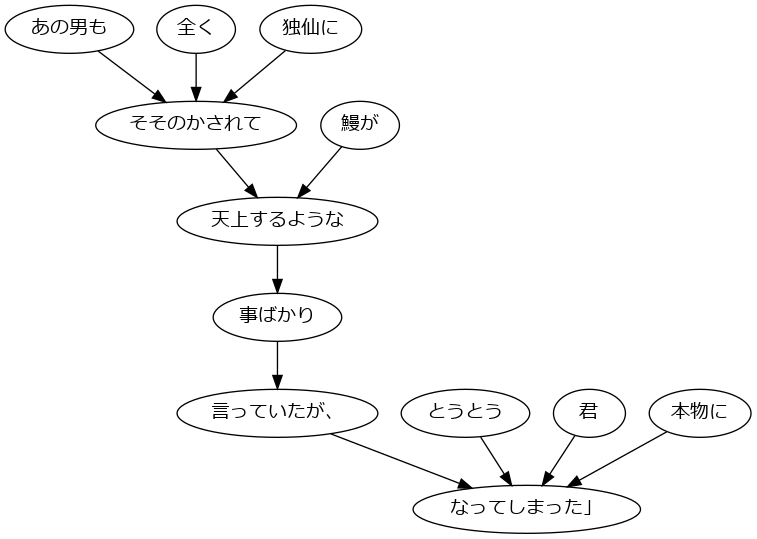 あの男も 全く 独仙に
そそのかされて 鰻が
天上するような
事ばかり
言っていたが、 とうとう 君 本物に
なってしまった」